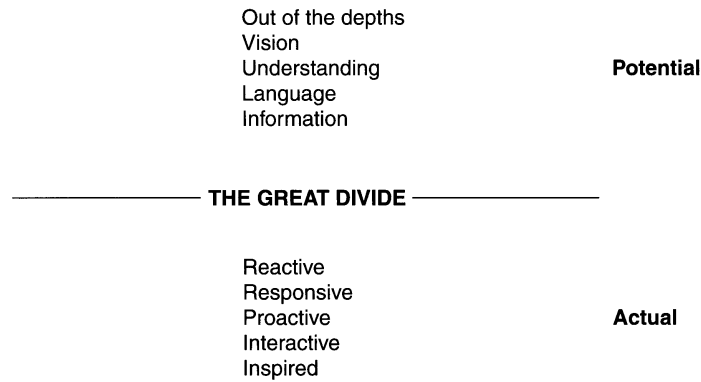 Out of the depths
Vision
Understanding Potential
Language
Information
THE GREAT DIVIDE
Reactive
Responsive
Proactive Actual
Interactive
Inspired